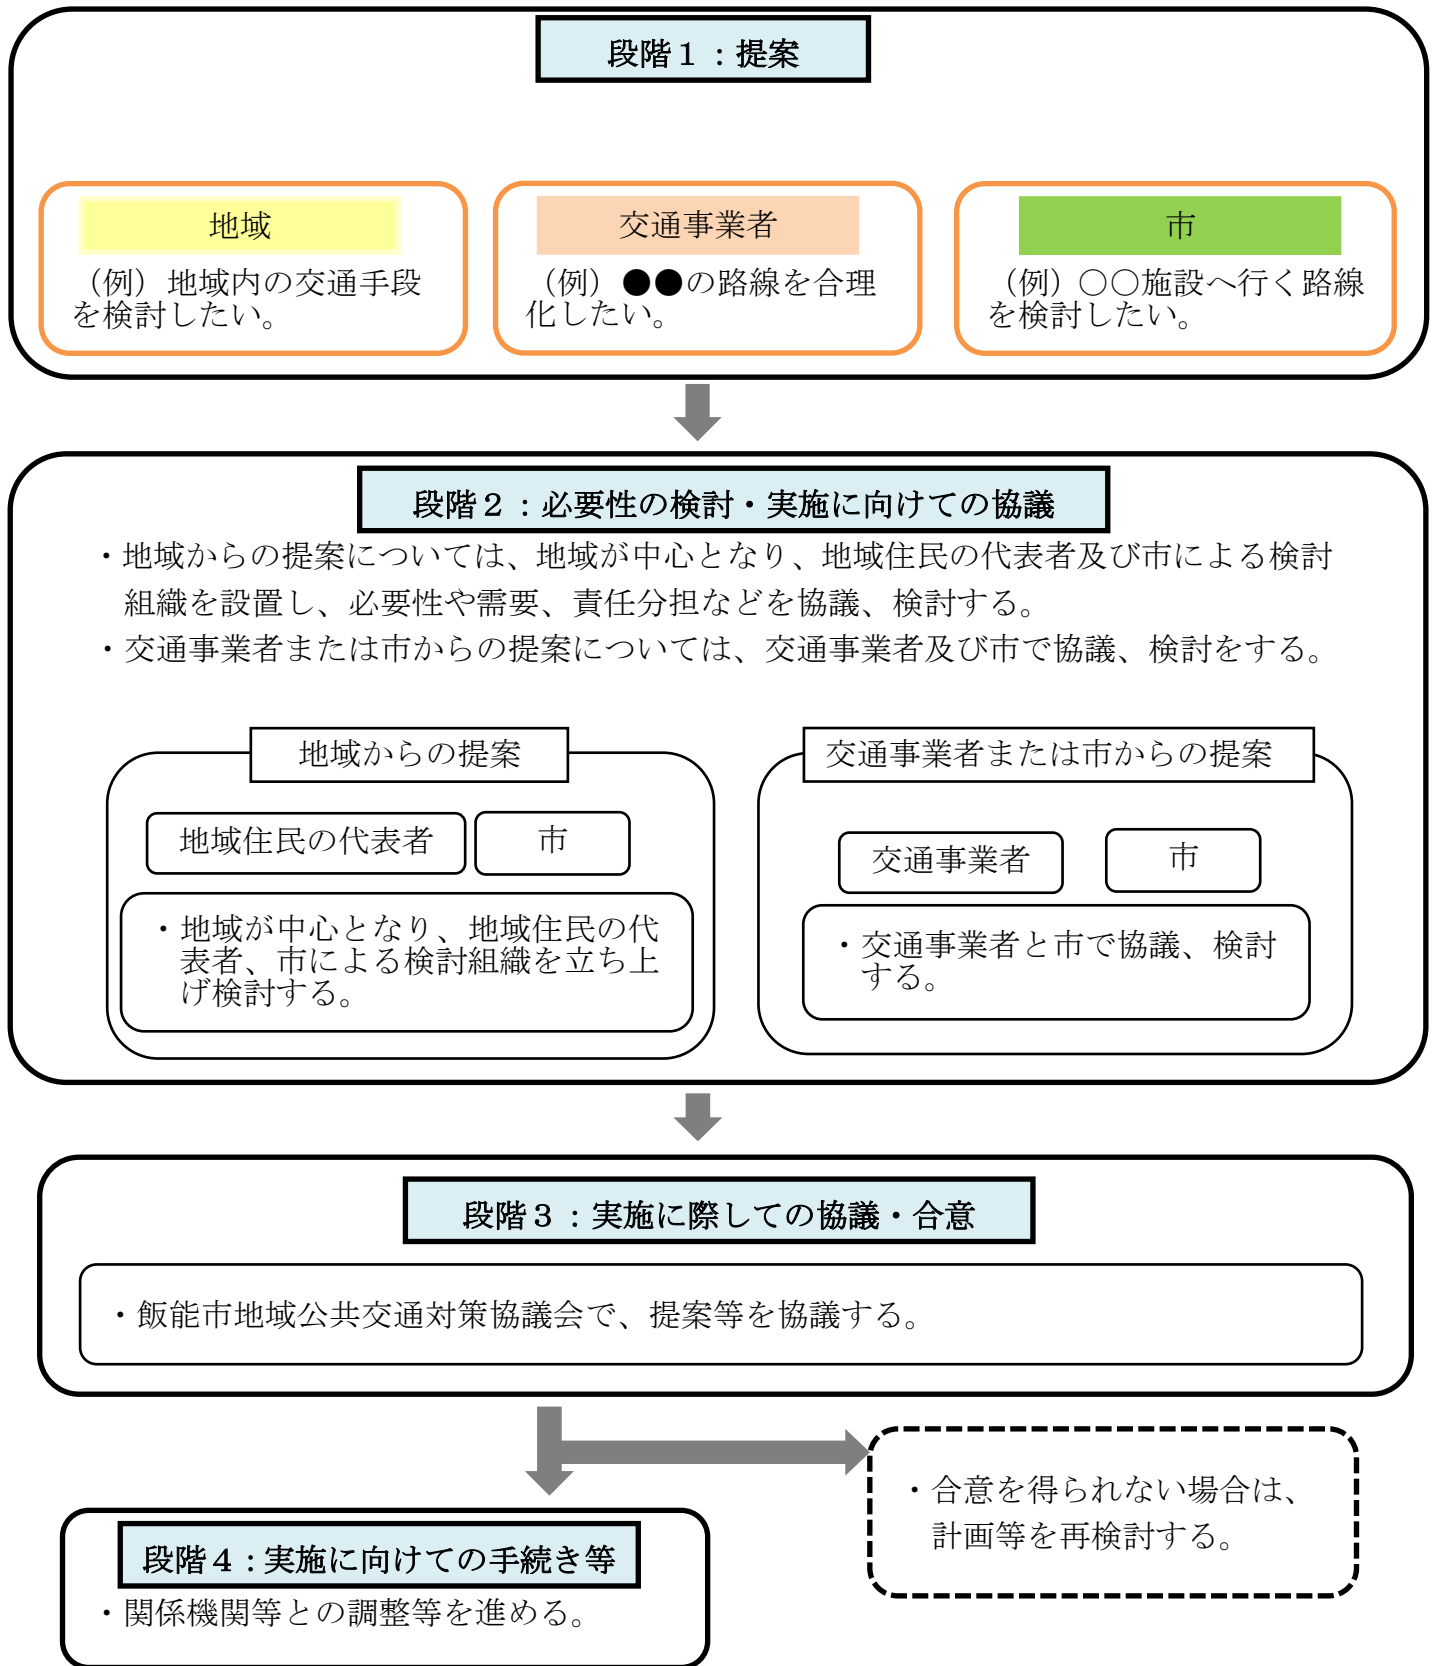 段階１：提案
地域
（例）地域内の交通手段
を検討したい。
交通事業者
（例）●●の路線を合理
化したい。
市
（例）○○施設へ行く路線
を検討したい。
段階２：必要性の検討・実施に向けての協議
・地域からの提案については、地域が中心となり、地域住民の代表者及び市による検討
組織を設置し、必要性や需要、責任分担などを協議、検討する。
・交通事業者または市からの提案については、交通事業者及び市で協議、検討をする。
地域からの提案
地域住民の代表者
市
・地域が中心となり、地域住民の代
表者、市による検討組織を立ち上
げ検討する。
交通事業者または市からの提案
交通事業者
市
・交通事業者と市で協議、検討
する。
段階３：実施に際しての協議・合意
・飯能市地域公共交通対策協議会で、提案等を協議する。
・合意を得られない場合は、
計画等を再検討する。
段階４：実施に向けての手続き等
・関係機関等との調整等を進める。